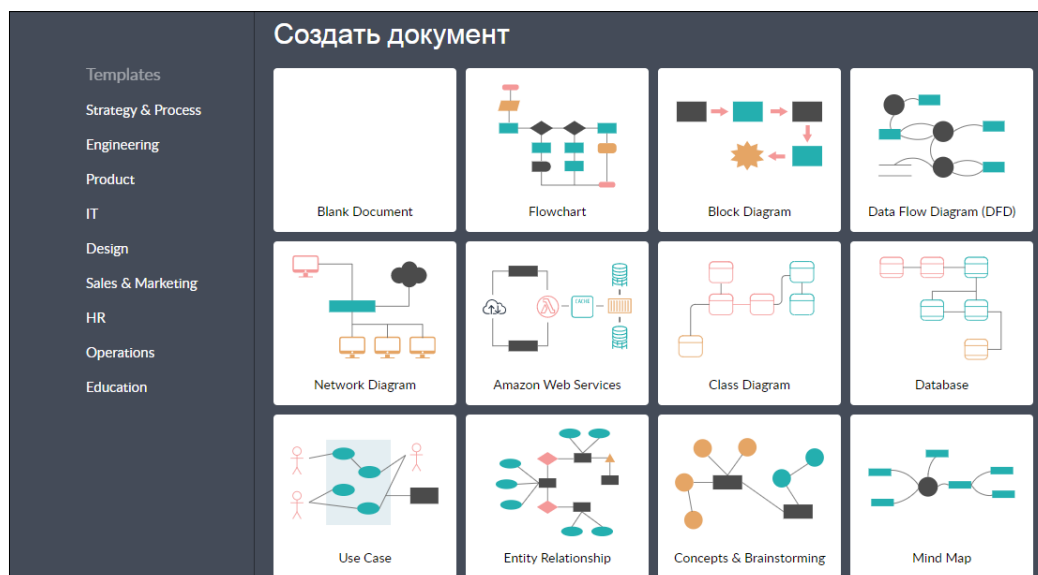 Создать документ
Templates
Strategy & Process
Engineering
Product
IT
Design
Sales & Marketing
HR
Operations
Education
Blank Document
Flowchart
Block Diagram
Data Flow Diagram (DFD)
Network Diagram
CACHE
Amazon Web Services
Class Diagram
Database
Use Case
Entity Relationship
Concepts & Brainstorming
Mind Map